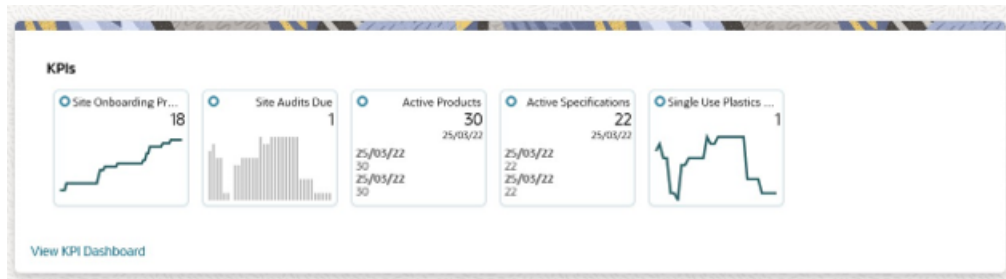 KPIs
Site Onboarding Pr...
18
Site Audits Due
1
Active Products
30
25/03/22
25/03/22
30
25/03/22
30
Active Specifications
22
25/03/22
25/03/22
22
25/03/22
22
Single Use Plastics ...
1
View KPI Dashboard